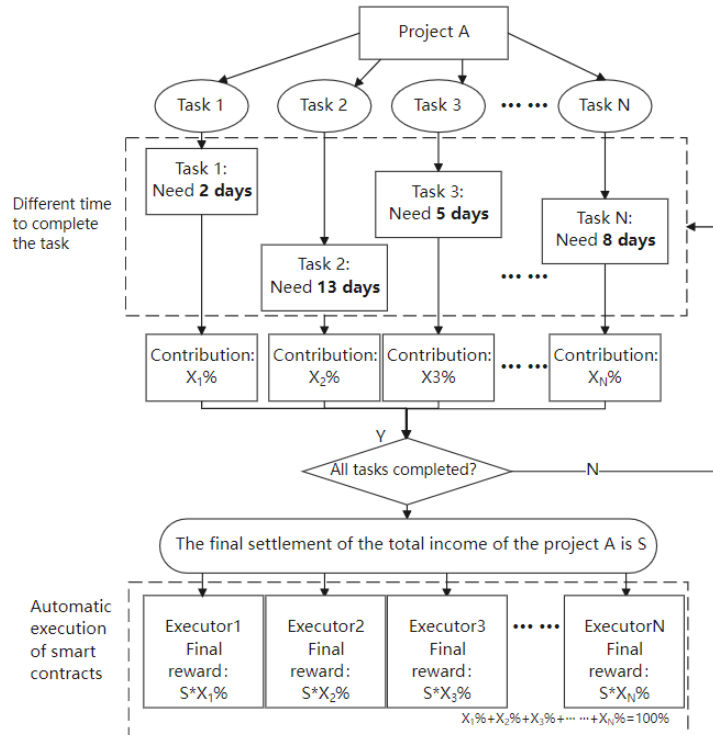 Project A
Task 1
Task 2
Task 3
... ...
Task N
Different time
to complete
the task
Task 1:
Need 2 days
Task 2:
Need 13 days
Task 3:
Need 5 days
... ...
Task N:
Need 8 days
Contribution:
X₁%
Contribution:
X₂%
Contribution:
X3%
... ...
Contribution:
X_N%
Y
All tasks completed?
N
The final settlement of the total income of the project A is S
Automatic
execution
of smart
contracts
Executor1
Final
reward:
S*X₁%
Executor2
Final
reward:
S*X₂%
Executor3
Final
reward:
S*X₃%
... ...
ExecutorN
Final
reward:
S*X_N%
X₁%+X₂%+X₃%+... ...+X_N%=100%